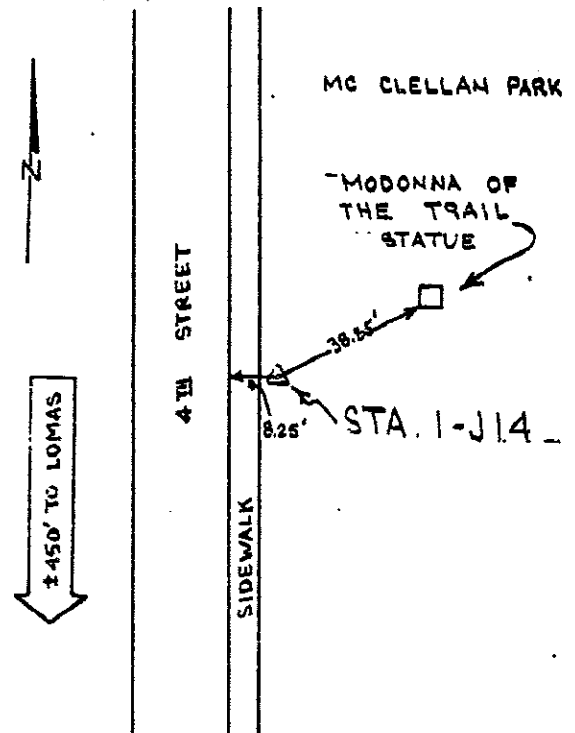 MC CLELLAN PARK
N
MODONNA OF
THE TRAIL
STATUE
4TH STREET
38.85'
8.25'
STA. 1-J14
±450' TO LOMAS
SIDEWALK